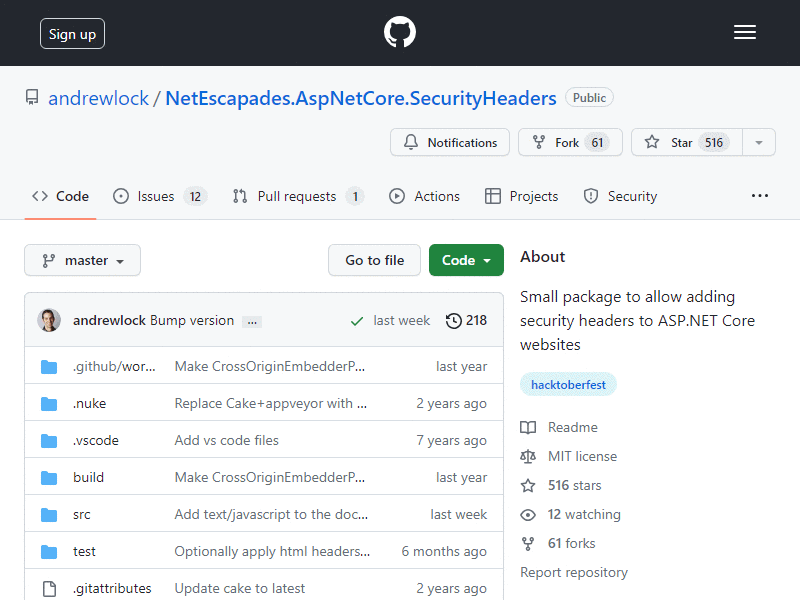 Sign up
andrewlock / NetEscapades.AspNetCore.SecurityHeaders Public
Notifications Fork 61 Star 516
Code Issues 12 Pull requests 1 Actions Projects Security ...
master Go to file Code
andrewlock Bump version ... last week 218
.github/wor... Make CrossOriginEmbedderP... last year
.nuke Replace Cake+appveyor with ... 2 years ago
.vscode Add vs code files 7 years ago
build Make CrossOriginEmbedderP... last year
src Add text/javascript to the doc... last week
test Optionally apply html headers... 6 months ago
.gitattributes Update cake to latest 2 years ago
About
Small package to allow adding
security headers to ASP.NET Core
websites
hacktoberfest
Readme
MIT license
516 stars
12 watching
61 forks
Report repository